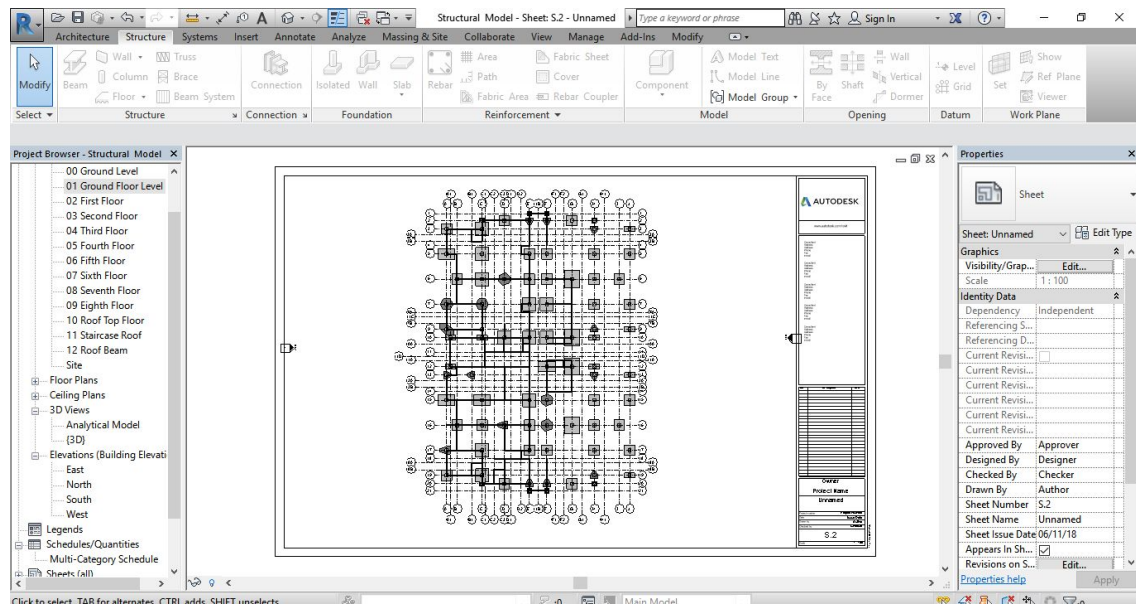 Structural Model - Sheet: S.2 - Unnamed
Type a keyword or phrase
Sign In
Architecture Structure Systems Insert Annotate Analyze Massing & Site Collaborate View Manage Add-Ins Modify
Modify
Beam
Wall
Truss
Column
Brace
Floor
Beam System
Connection
Isolated
Wall
Slab
Rebar
Area
Path
Fabric Area
Fabric Sheet
Cover
Rebar Coupler
Component
Model Text
Model Line
Model Group
By Face
Shaft
Wall
Vertical
Dormer
Level
Grid
Set
Show
Ref Plane
Viewer
Select
Structure
Connection
Foundation
Reinforcement
Model
Opening
Datum
Work Plane
Project Browser - Structural Model
00 Ground Level
01 Ground Floor Level
02 First Floor
03 Second Floor
04 Third Floor
05 Fourth Floor
06 Fifth Floor
07 Sixth Floor
08 Seventh Floor
09 Eighth Floor
10 Roof Top Floor
11 Staircase Roof
12 Roof Beam
Site
Floor Plans
Ceiling Plans
3D Views
Analytical Model
{3D}
Elevations (Building Elevati
East
North
South
West
Legends
Schedules/Quantities
Multi-Category Schedule
Sheets (all)
AUTODESK
Owner
Project Name
Unnamed
S.2
Properties
Sheet
Sheet: Unnamed
Edit Type
Graphics
Visibility/Grap... Edit...
Scale 1 : 100
Identity Data
Dependency Independent
Referencing S...
Referencing D...
Current Revisi...
Current Revisi...
Current Revisi...
Current Revisi...
Current Revisi...
Current Revisi...
Approved By Approver
Designed By Designer
Checked By Checker
Drawn By Author
Sheet Number S.2
Sheet Name Unnamed
Sheet Issue Date 06/11/18
Appears In Sh...
Revisions on S... Edit...
Properties help
Apply
Click to select, TAB for alternates, CTRL adds, SHIFT unselects.
:0
Main Model